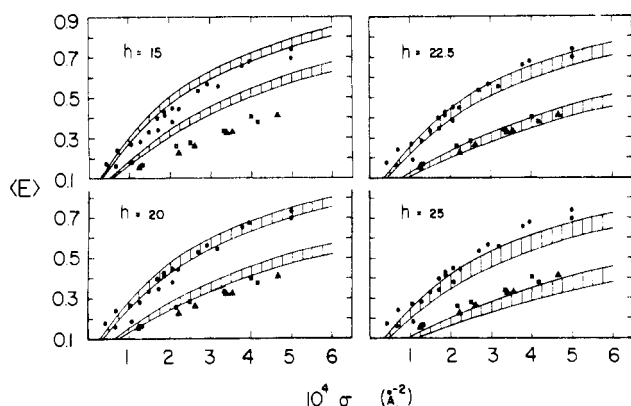 0.9
0.7
0.5
0.3
0.1
h = 15
h = 22.5
⟨E⟩
0.7
0.5
0.3
0.1
h = 20
h = 25
1 2 3 4 5 6
1 2 3 4 5 6
10⁴ σ (Å⁻²)